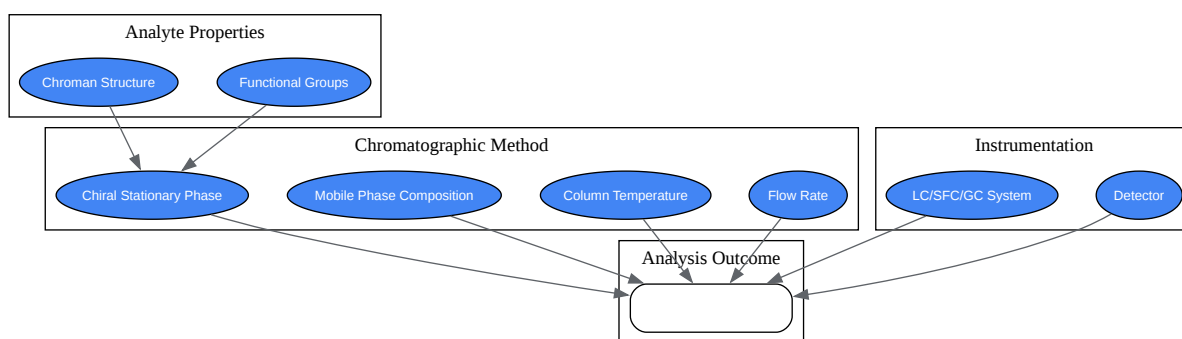 Analyte Properties
Chroman Structure
Functional Groups
Chromatographic Method
Instrumentation
Chiral Stationary Phase
Mobile Phase Composition
Column Temperature
Flow Rate
LC/SFC/GC System
Detector
Analysis Outcome